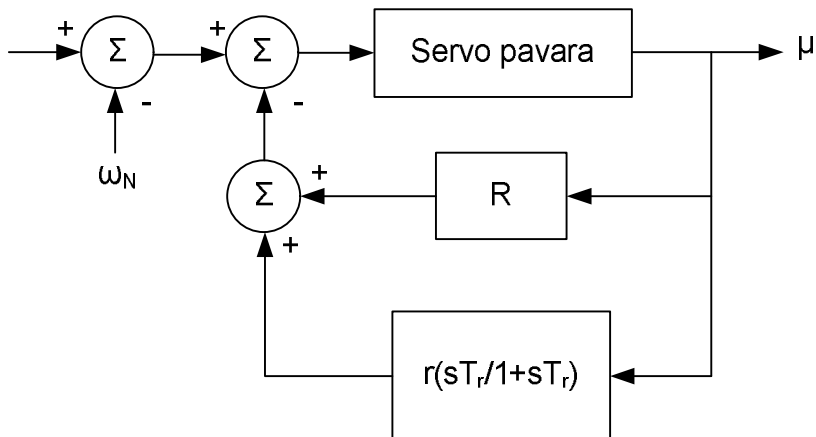 +
Σ
+
Σ
Servo pavara
μ
-
-
ω_N
Σ
+
R
+
r(sT_r/1+sT_r)